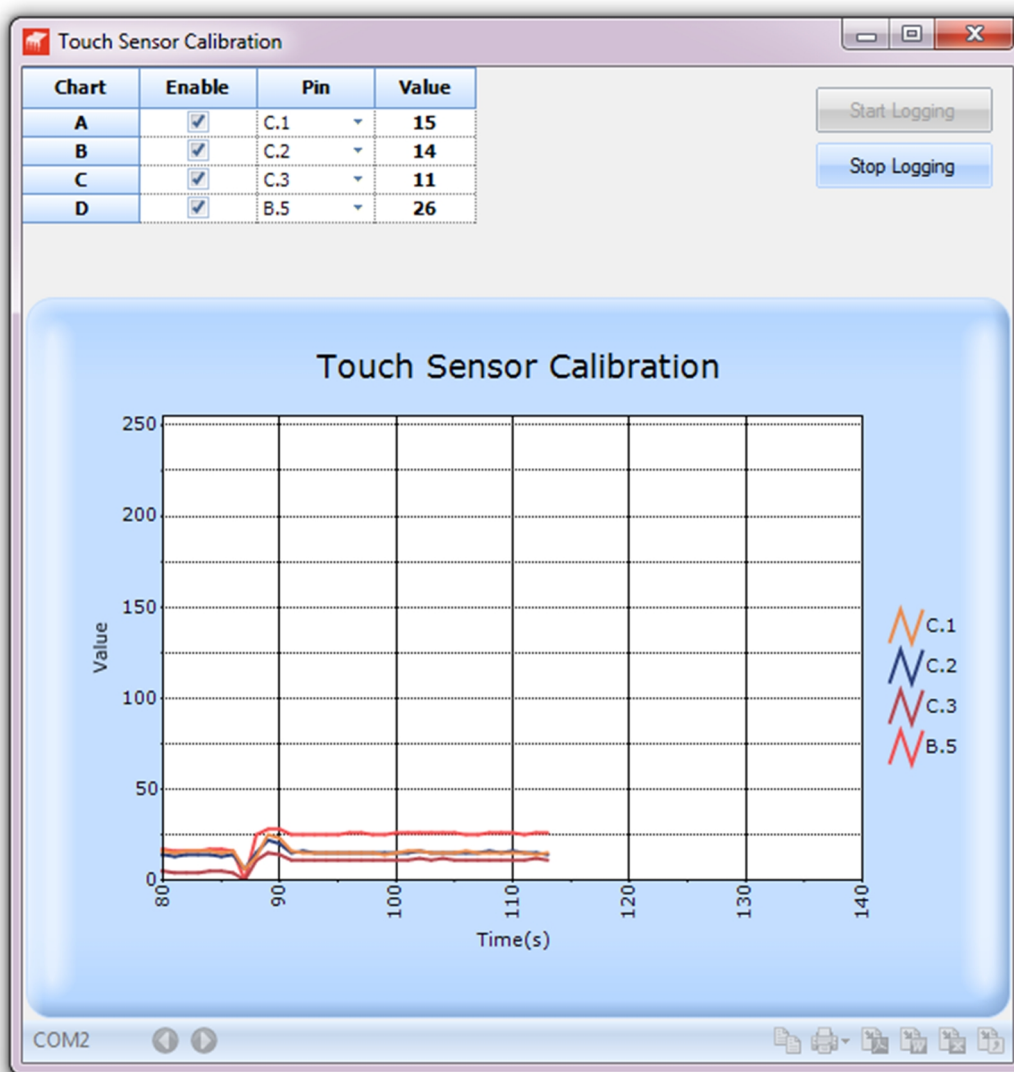 Touch Sensor Calibration
Chart Enable Pin Value
A C.1 15
B C.2 14
C C.3 11
D B.5 26
Start Logging
Stop Logging
Touch Sensor Calibration
Value
250
200
150
100
50
0
80 90 100 110 120 130 140
Time(s)
C.1
C.2
C.3
B.5
COM2